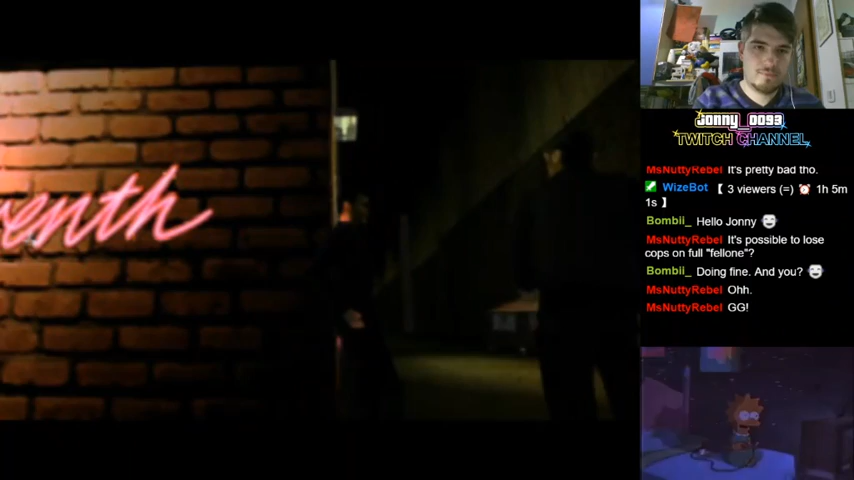 enth
JONNY_0093
TWITCH CHANNEL
MsNuttyRebel It's pretty bad tho.
WizeBot 【 3 viewers (=) 1h 5m
1s 】
Bombii_ Hello Jonny
MsNuttyRebel It's possible to lose
cops on full "fellone"?
Bombii_ Doing fine. And you?
MsNuttyRebel Ohh.
MsNuttyRebel GG!